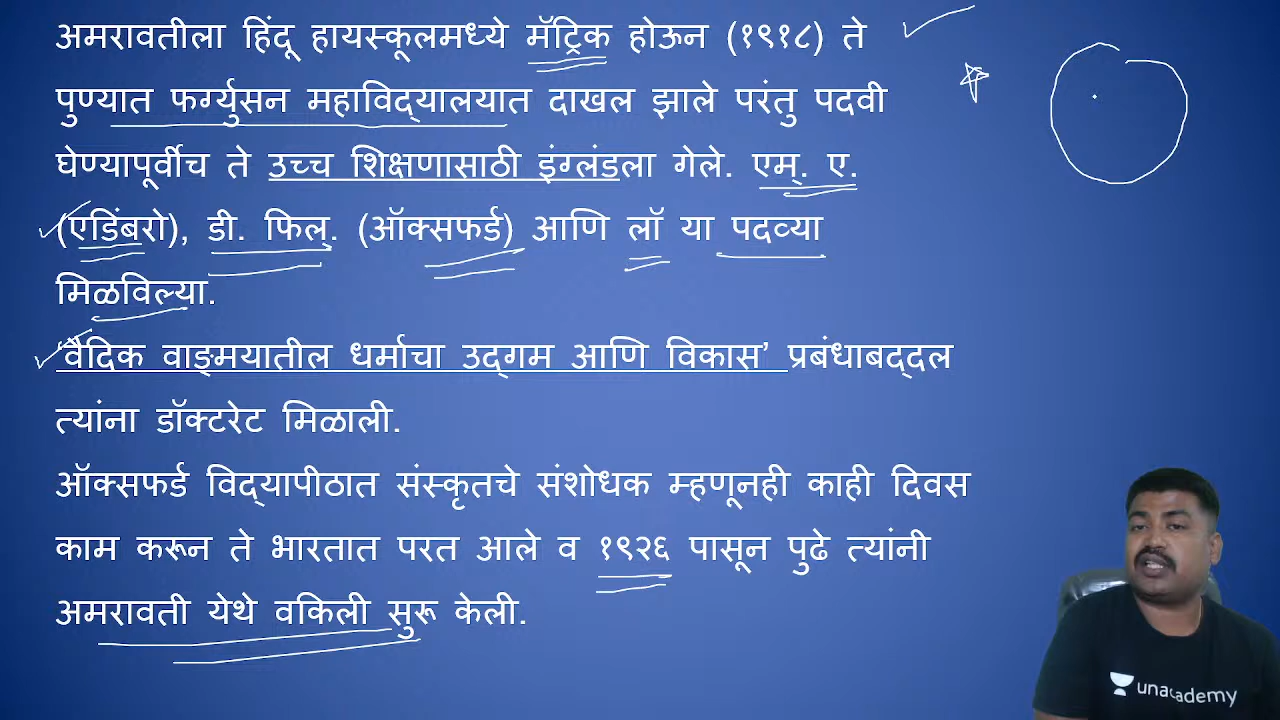 अमरावतीला हिंदू हायस्कूलमध्ये मॅट्रिक होऊन (१९१८) ते
पुण्यात फर्ग्युसन महाविद्‌यालयात दाखल झाले परंतु पदवी
घेण्यापूर्वीच ते उच्च शिक्षणासाठी इंग्लंडला गेले. एम्. ए.
(एडिंबरो), डी. फिल्. (ऑक्सफर्ड) आणि लॉ या पदव्या
मिळविल्या.
‘वैदिक वाङ्‌मयातील धर्माचा उद्‌गम आणि विकास’ प्रबंधाबद्‌दल
त्यांना डॉक्टरेट मिळाली.
ऑक्सफर्ड विद्‌यापीठात संस्कृतचे संशोधक म्हणूनही काही दिवस
काम करून ते भारतात परत आले व १९२६ पासून पुढे त्यांनी
अमरावती येथे वकिली सुरू केली.
unacademy